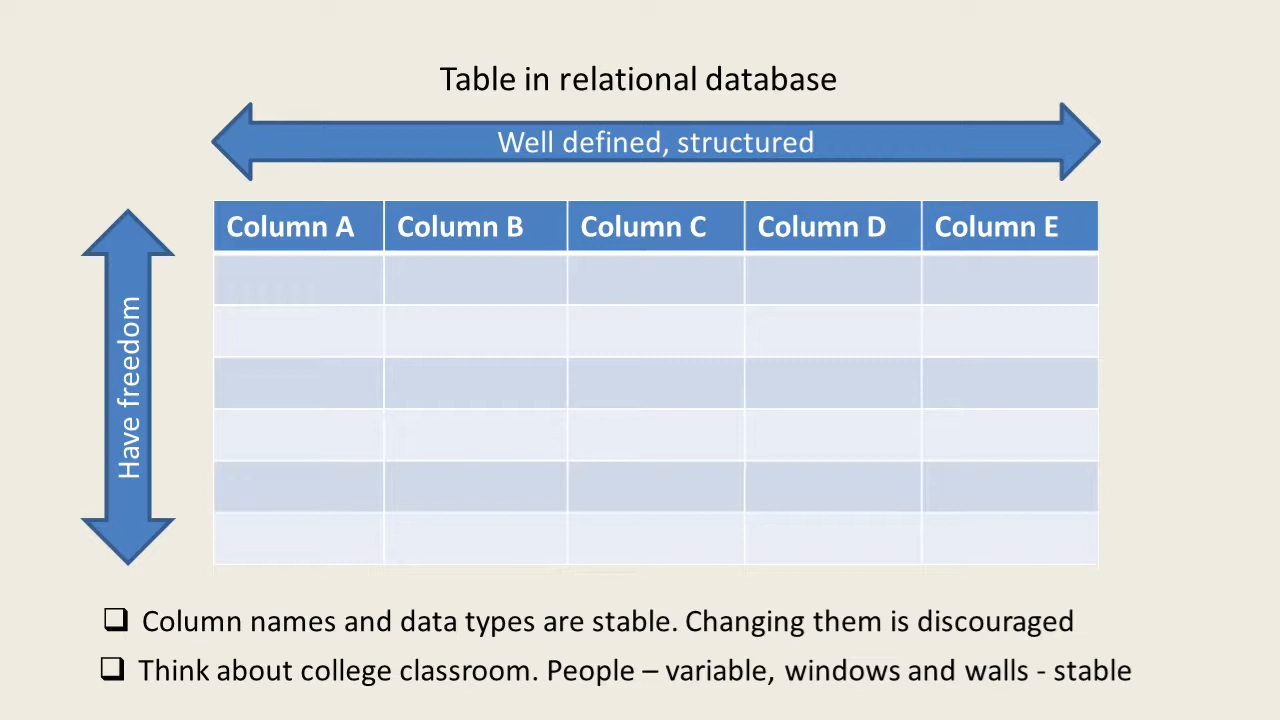 Table in relational database
Well defined, structured
Column A Column B Column C Column D Column E
Have freedom
Column names and data types are stable. Changing them is discouraged
Think about college classroom. People – variable, windows and walls - stable